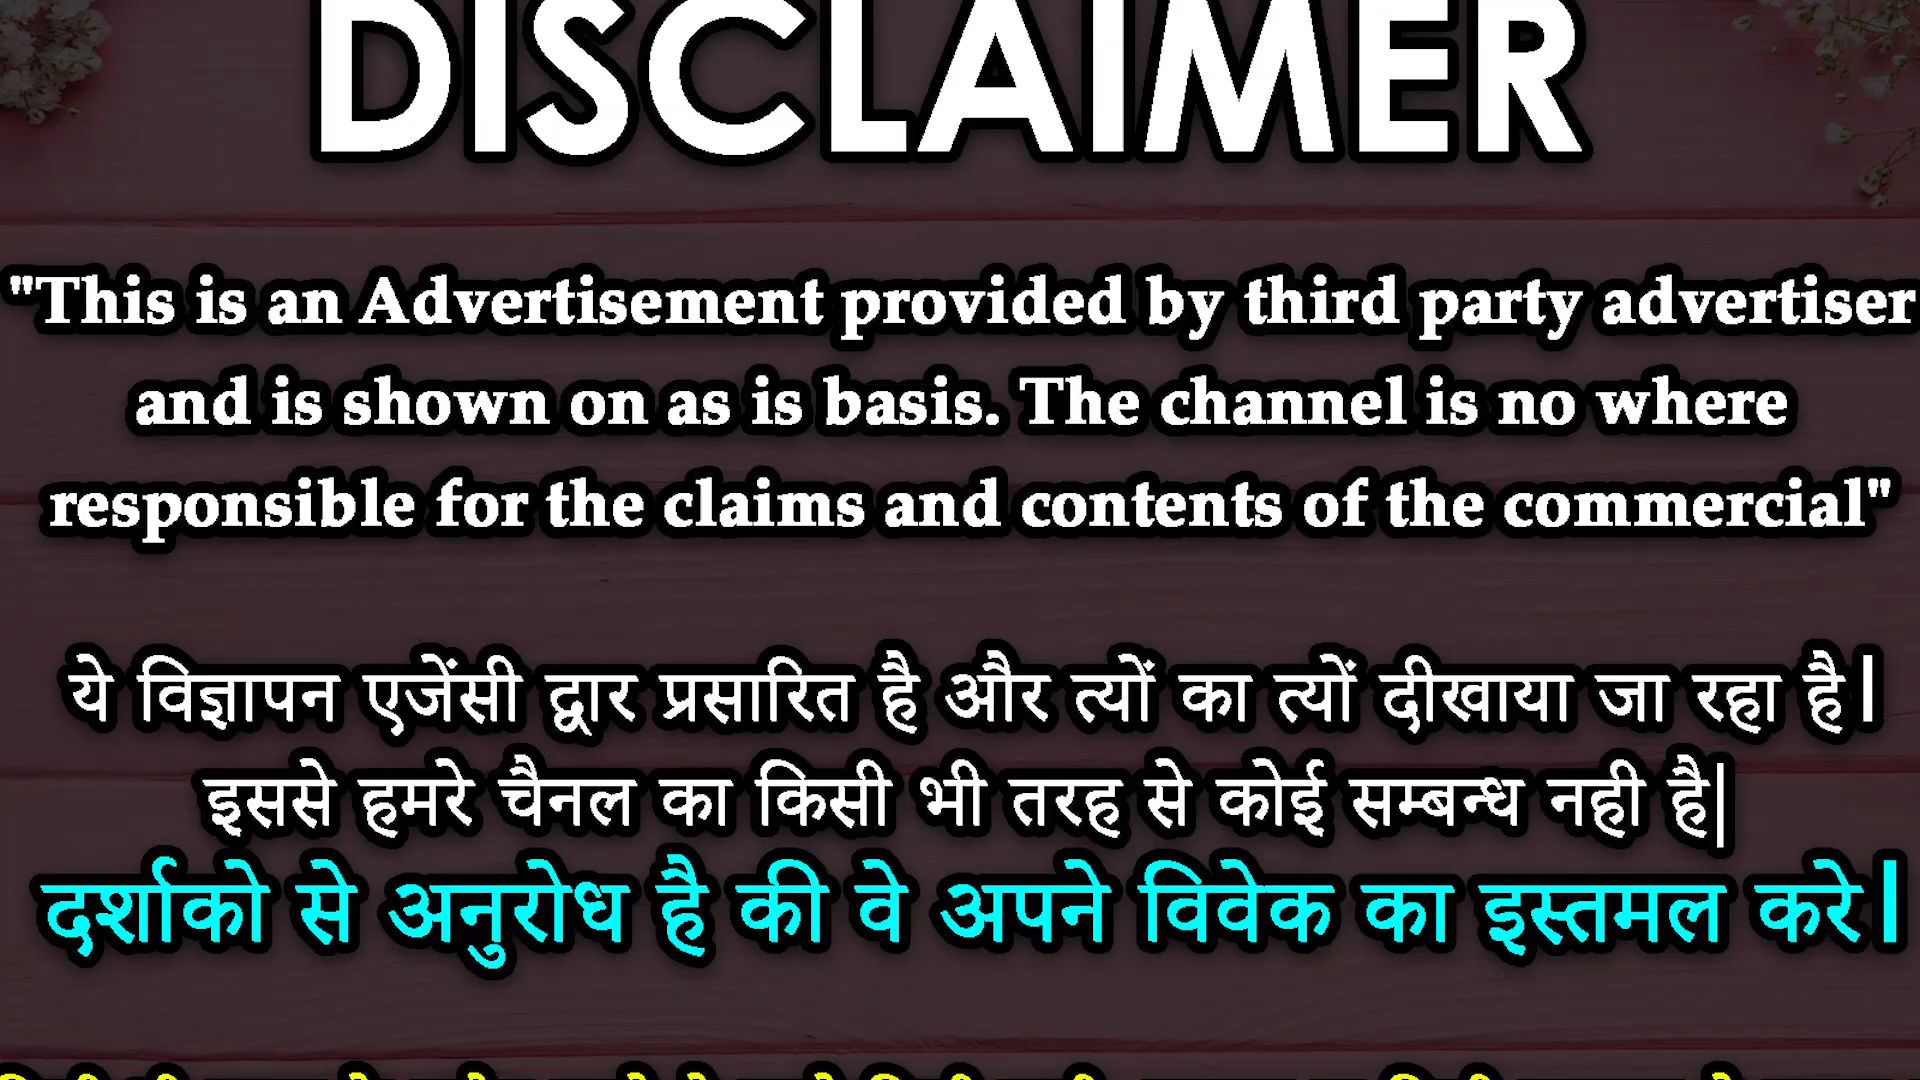 DISCLAIMER
"This is an Advertisement provided by third party advertiser
and is shown on as is basis. The channel is no where
responsible for the claims and contents of the commercial"
ये विज्ञापन एजेंसी द्वार प्रसारित है और त्यों का त्यों दीखाया जा रहा है|
इससे हमरे चैनल का किसी भी तरह से कोई सम्बन्ध नही है|
दर्शाको से अनुरोध है की वे अपने विवेक का इस्तमल करे|